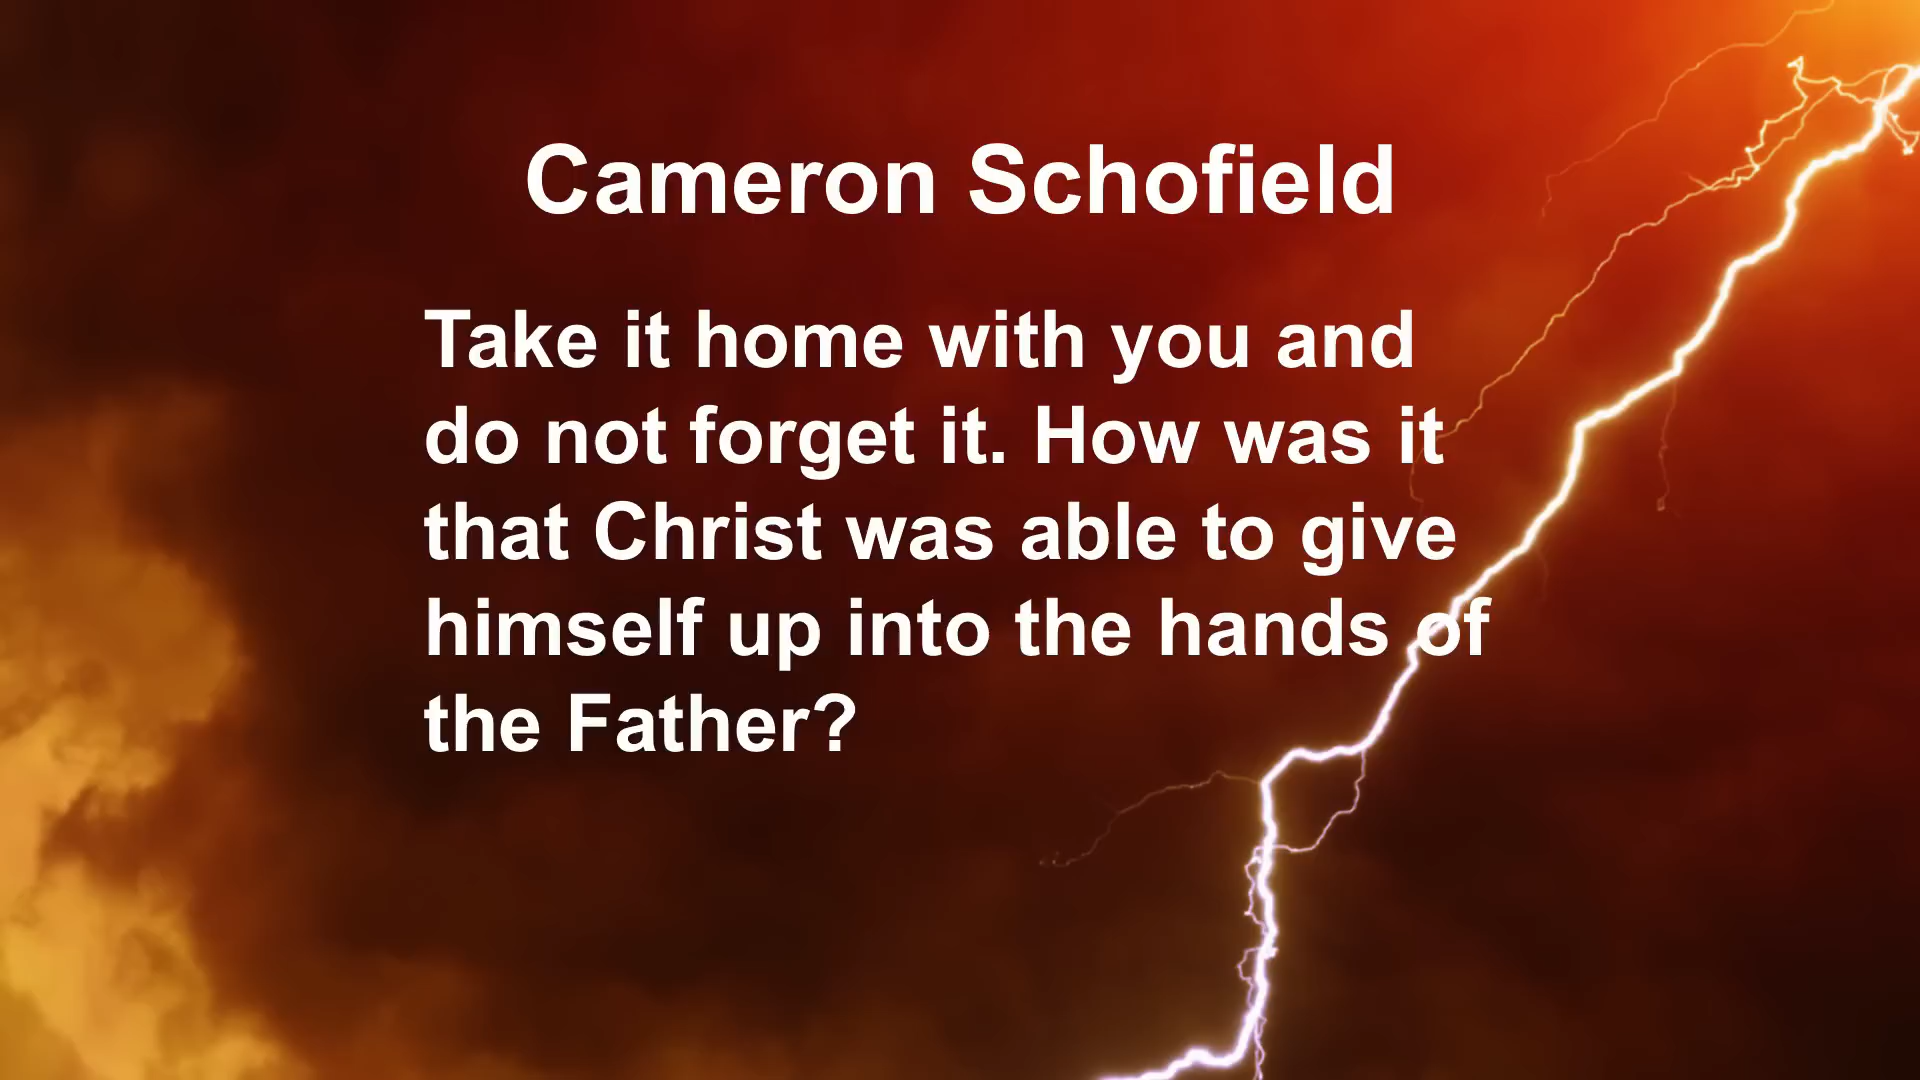 Cameron Schofield
Take it home with you and
do not forget it. How was it
that Christ was able to give
himself up into the hands of
the Father?